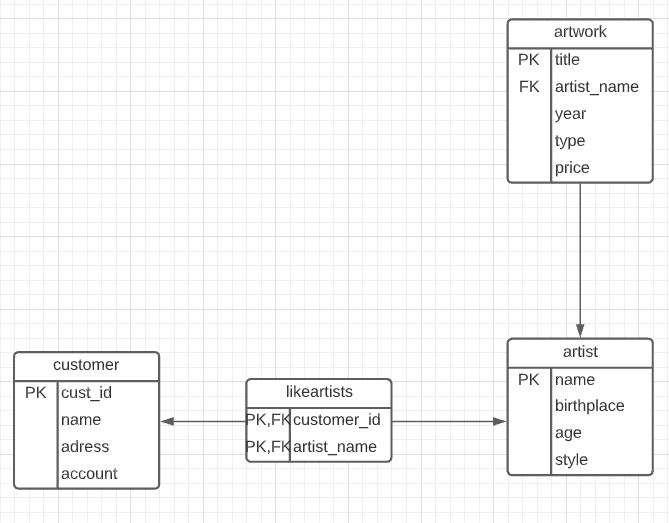 artwork
PK title
FK artist_name
year
type
price
customer
PK cust_id
name
adress
account
likeartists
PK,FK customer_id
PK,FK artist_name
artist
PK name
birthplace
age
style